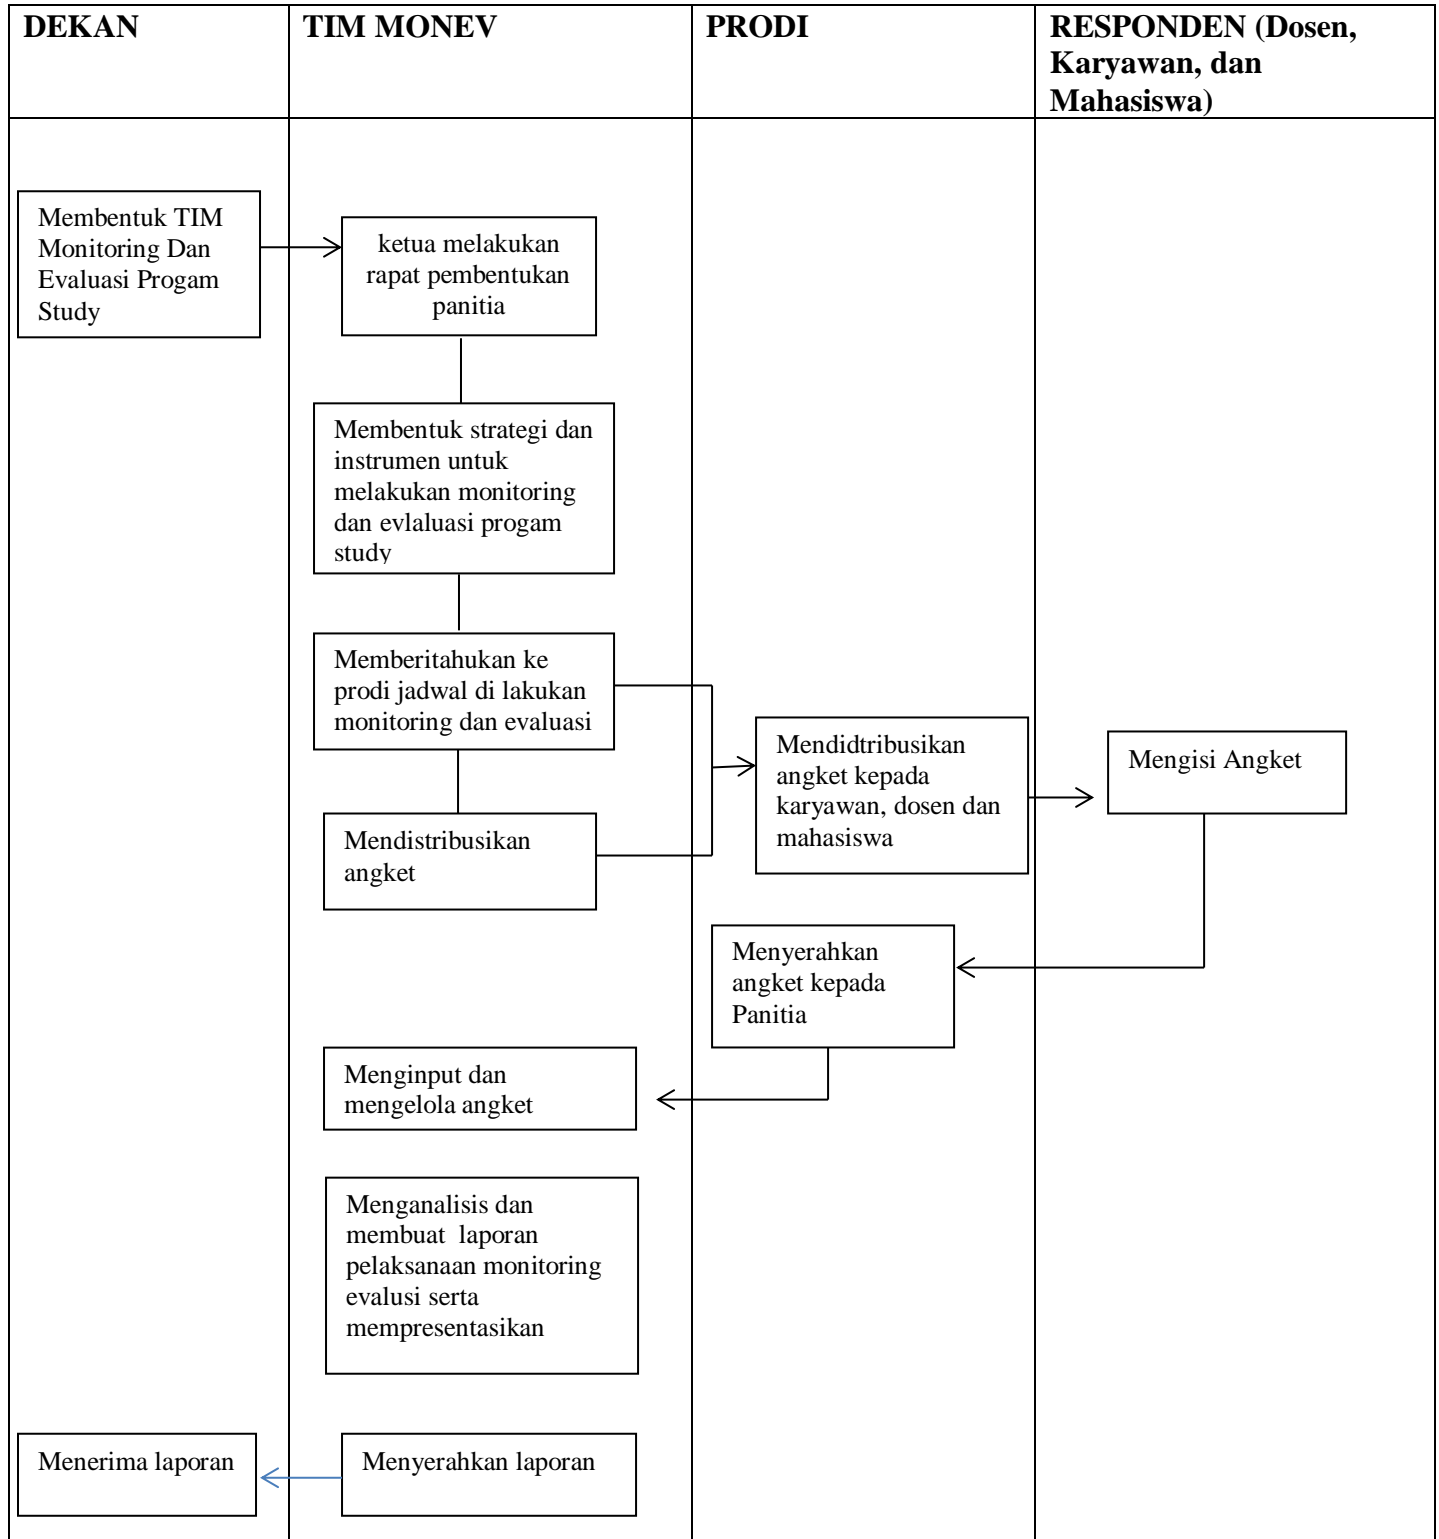 DEKAN
TIM MONEV
PRODI
RESPONDEN (Dosen,
Karyawan, dan
Mahasiswa)
Membentuk TIM
Monitoring Dan
Evaluasi Progam
Study
ketua melakukan
rapat pembentukan
panitia
Membentuk strategi dan
instrumen untuk
melakukan monitoring
dan evlaluasi progam
study
Memberitahukan ke
prodi jadwal di lakukan
monitoring dan evaluasi
Mendistribusikan
angket
Mendidtribusikan
angket kepada
karyawan, dosen dan
mahasiswa
Mengisi Angket
Menyerahkan
angket kepada
Panitia
Menginput dan
mengelola angket
Menganalisis dan
membuat  laporan
pelaksanaan monitoring
evalusi serta
mempresentasikan
Menyerahkan laporan
Menerima laporan